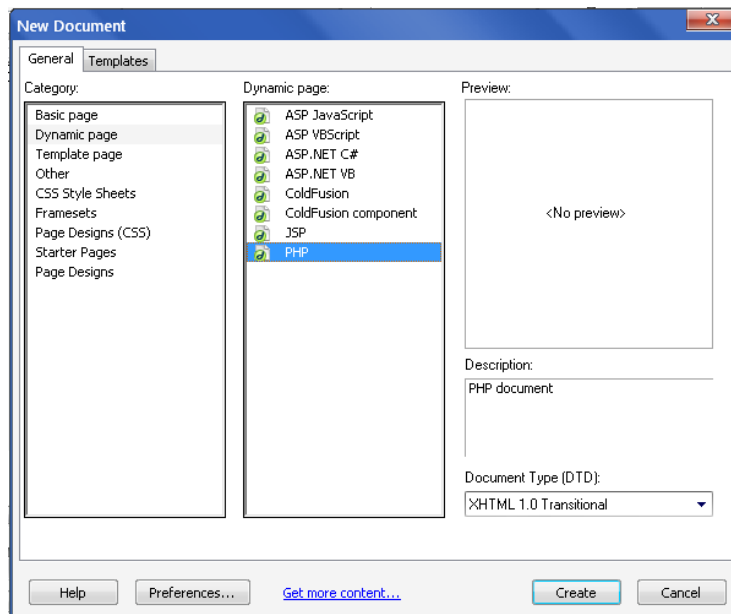 New Document
General
Templates
Category:
Basic page
Dynamic page
Template page
Other
CSS Style Sheets
Framesets
Page Designs (CSS)
Starter Pages
Page Designs
Dynamic page:
ASP JavaScript
ASP VBScript
ASP.NET C#
ASP.NET VB
ColdFusion
ColdFusion component
JSP
PHP
Preview:
<No preview>
Description:
PHP document
Document Type (DTD):
XHTML 1.0 Transitional
Help
Preferences...
Get more content...
Create
Cancel